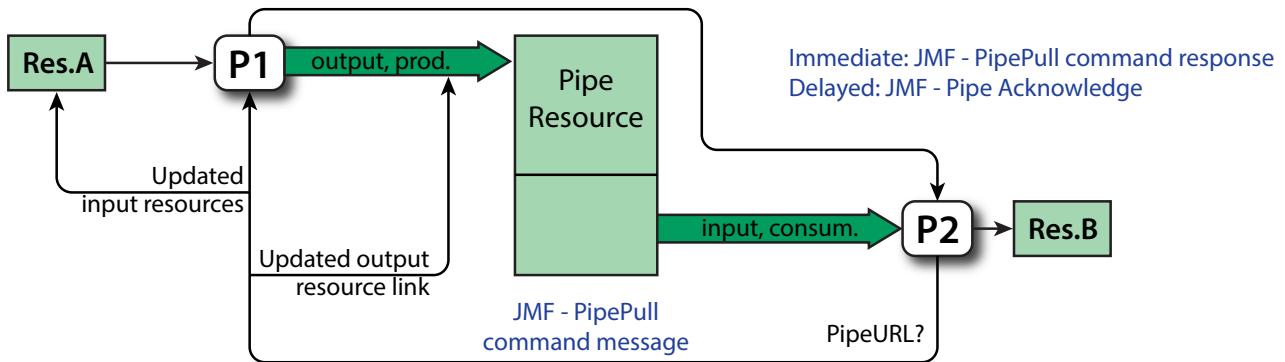 Res.A
P1
output, prod.
Pipe
Resource
Immediate: JMF - PipePull command response
Delayed: JMF - Pipe Acknowledge
Updated
input resources
input, consum.
P2
Res.B
Updated output
resource link
JMF - PipePull
command message
PipeURL?